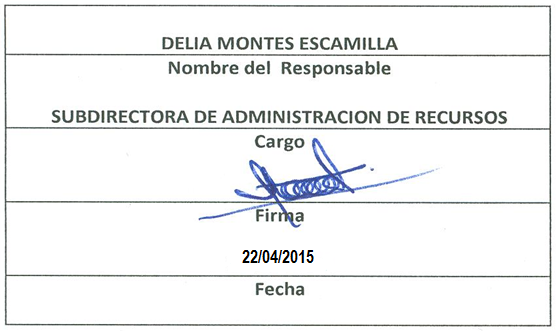 DELIA MONTES ESCAMILLA
Nombre del Responsable
SUBDIRECTORA DE ADMINISTRACION DE RECURSOS
Cargo
Firma
22/04/2015
Fecha